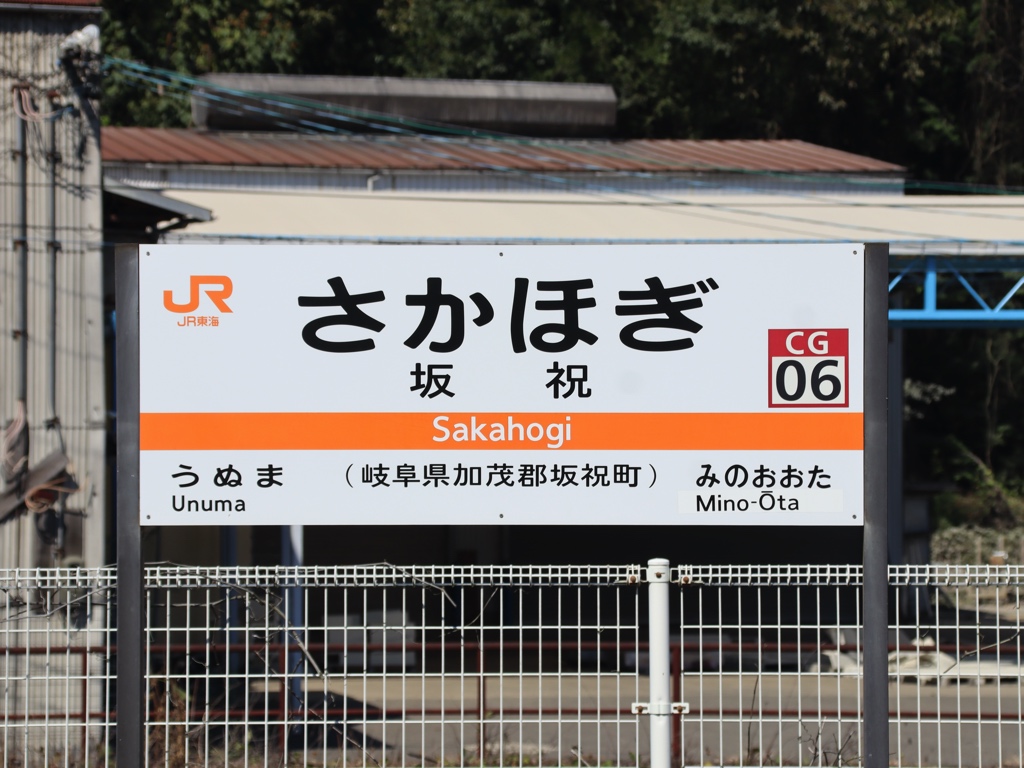 JR
JR東海
さかほぎ
坂 祝
CG
06
Sakahogi
うぬま (岐阜県加茂郡坂祝町) みのおおた
Unuma Mino-Ōta